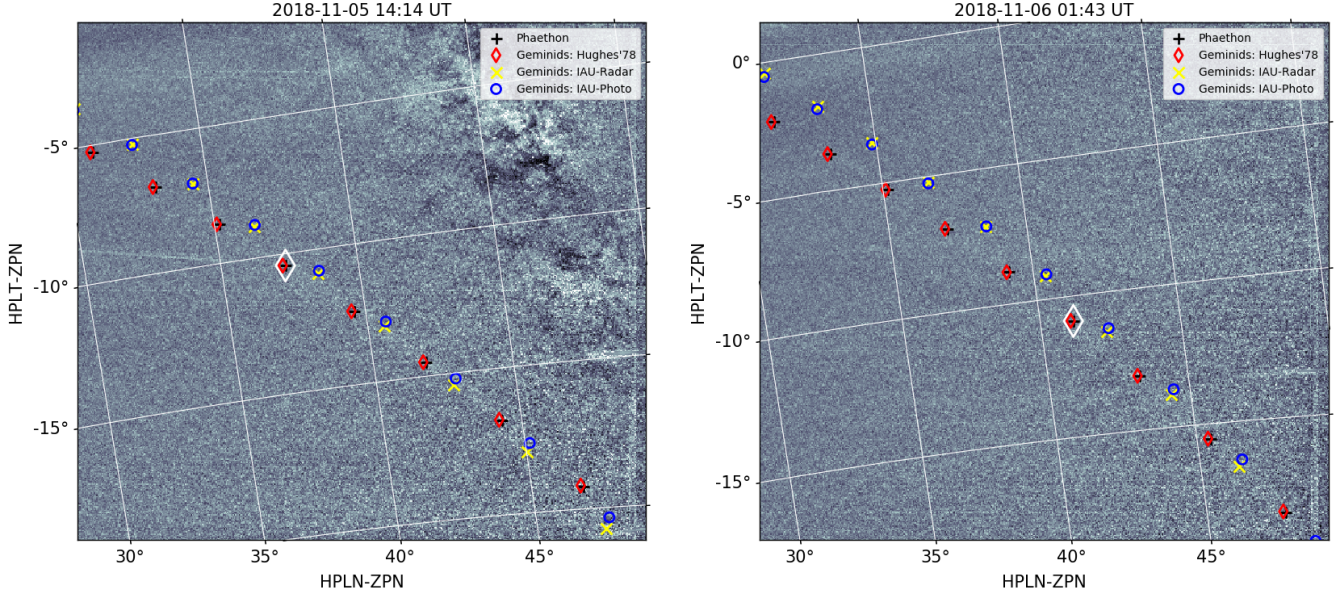 2018-11-05 14:14 UT
Phaethon
Geminids: Hughes'78
Geminids: IAU-Radar
Geminids: IAU-Photo
-5°
-10°
-15°
HPLT-ZPN
30°
35°
40°
45°
HPLN-ZPN
2018-11-06 01:43 UT
Phaethon
Geminids: Hughes'78
Geminids: IAU-Radar
Geminids: IAU-Photo
0°
-5°
-10°
-15°
HPLT-ZPN
30°
35°
40°
45°
HPLN-ZPN